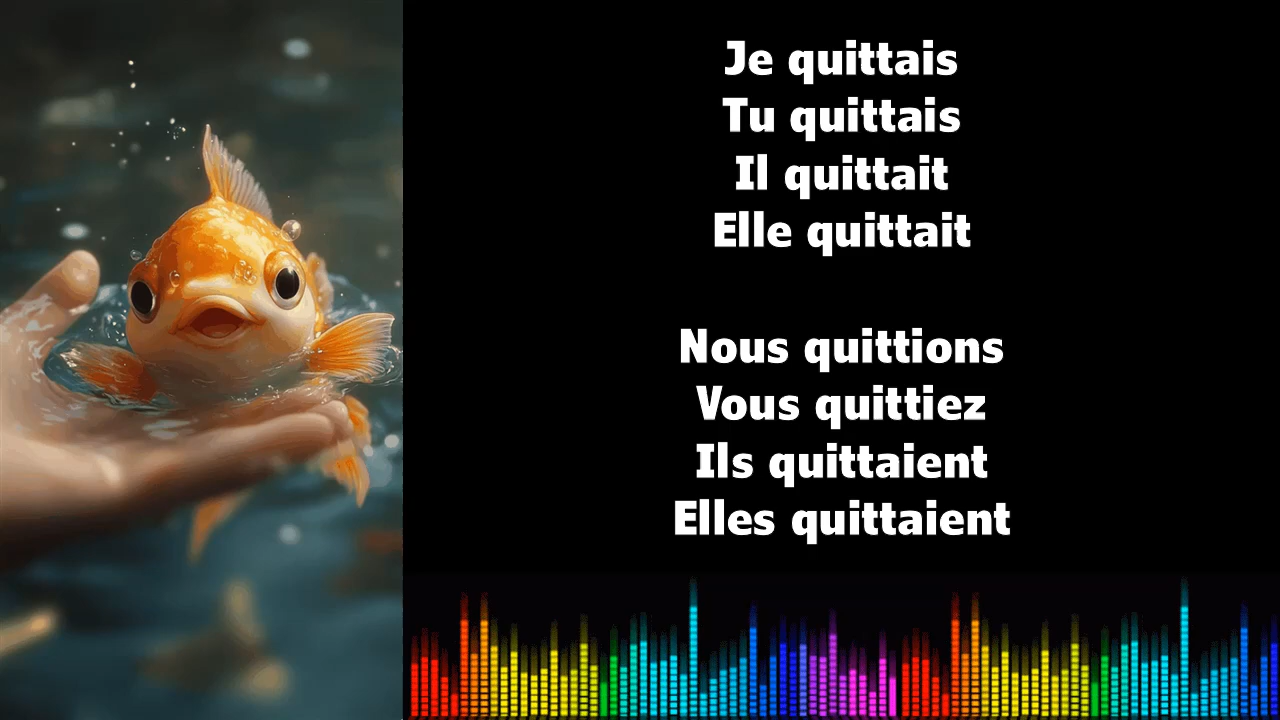 Je quittais
Tu quittais
Il quittait
Elle quittait
Nous quittions
Vous quittiez
Ils quittaient
Elles quittaient